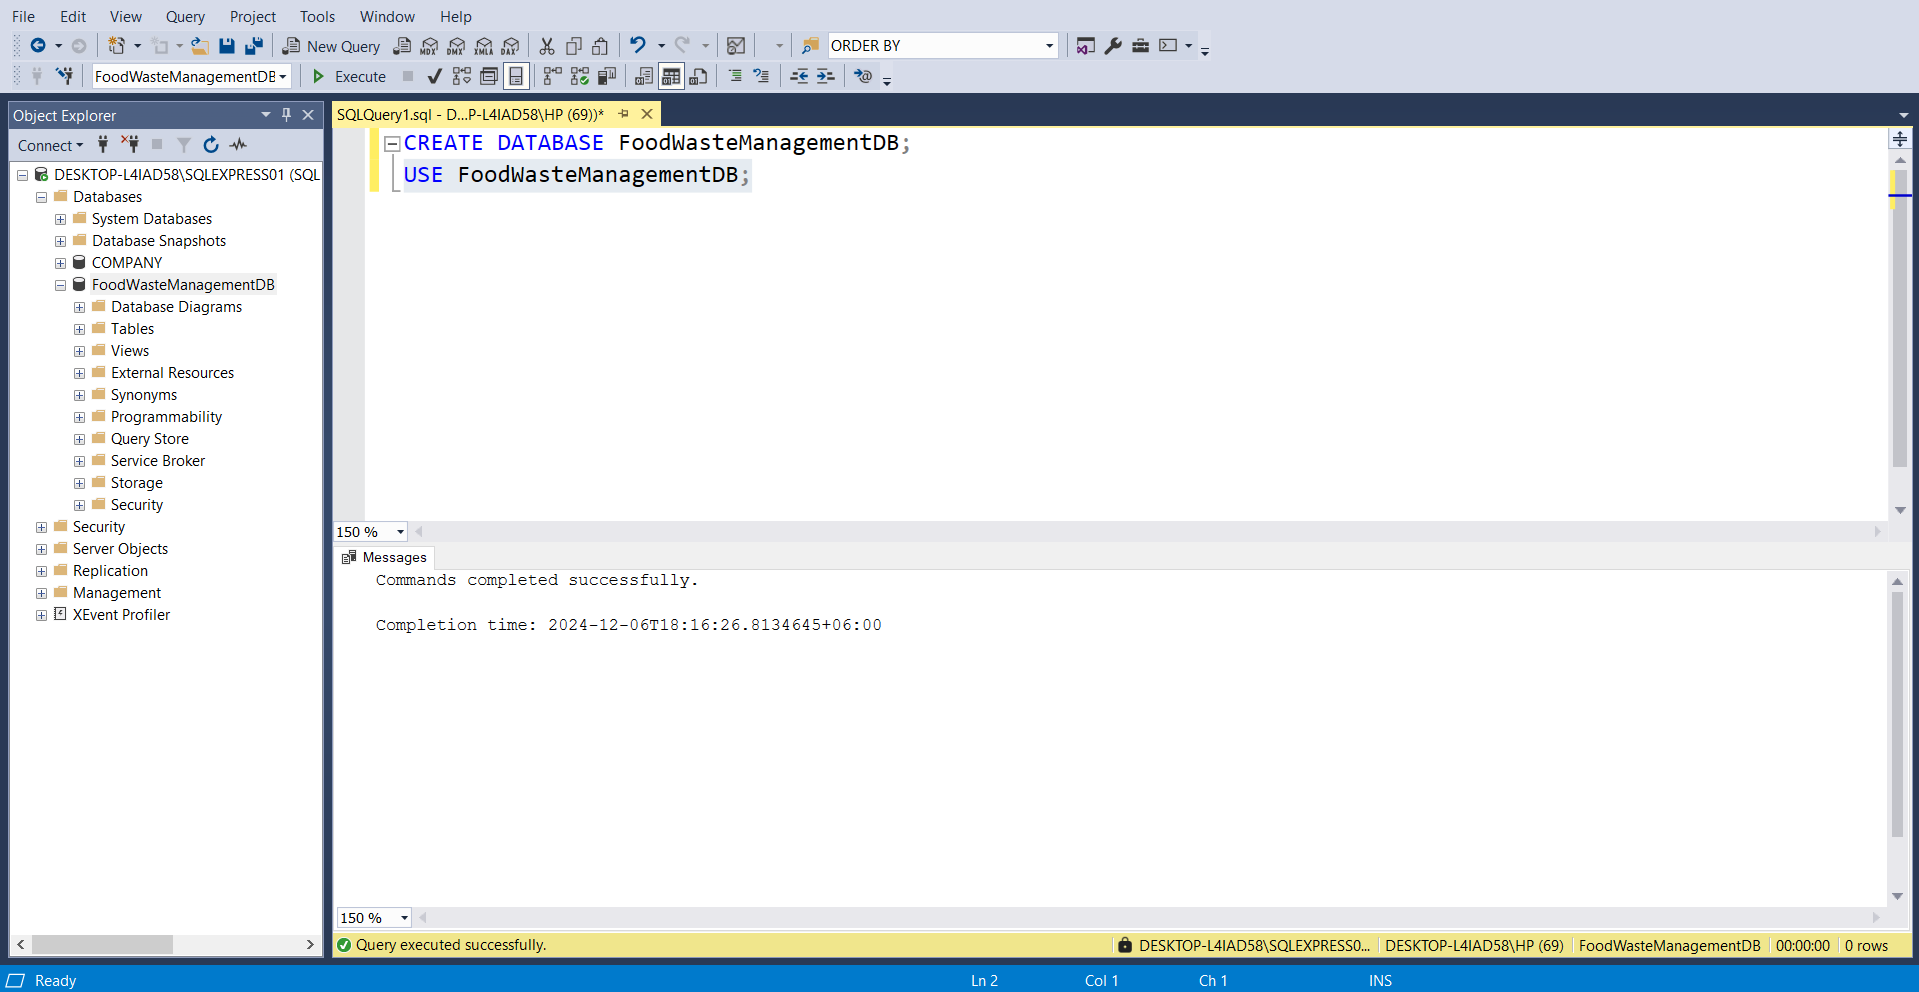 File Edit View Query Project Tools Window Help
New Query MDX DMX XMLA DAX ORDER BY
FoodWasteManagementDB Execute
Object Explorer
Connect
DESKTOP-L4IAD58\SQLEXPRESS01 (SQL
Databases
System Databases
Database Snapshots
COMPANY
FoodWasteManagementDB
Database Diagrams
Tables
Views
External Resources
Synonyms
Programmability
Query Store
Service Broker
Storage
Security
Security
Server Objects
Replication
Management
XEvent Profiler
SQLQuery1.sql - D...P-L4IAD58\HP (69))*
CREATE DATABASE FoodWasteManagementDB;
USE FoodWasteManagementDB;
150 %
Messages
Commands completed successfully.
Completion time: 2024-12-06T18:16:26.8134645+06:00
150 %
Query executed successfully. DESKTOP-L4IAD58\SQLEXPRESS0... DESKTOP-L4IAD58\HP (69) FoodWasteManagementDB 00:00:00 0 rows
Ready Ln 2 Col 1 Ch 1 INS